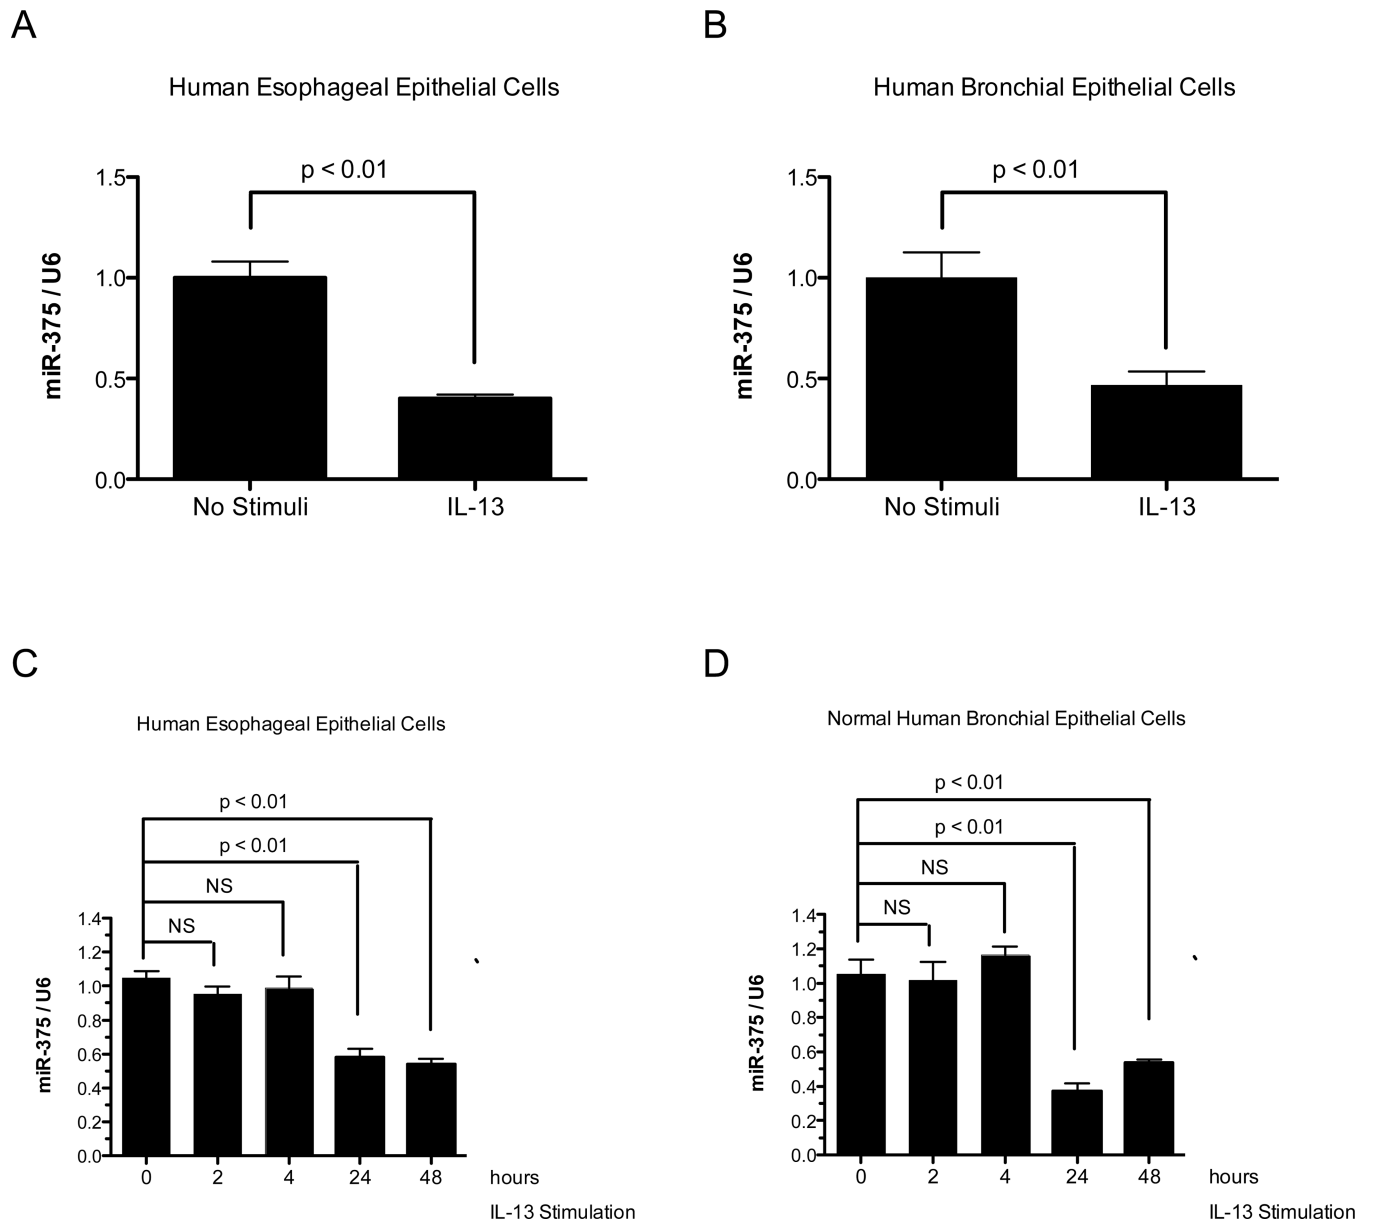 A
Human Esophageal Epithelial Cells
p < 0.01
1.5
1.0
0.5
0.0
miR-375 / U6
No Stimuli IL-13
B
Human Bronchial Epithelial Cells
p < 0.01
1.5
1.0
0.5
0.0
miR-375 / U6
No Stimuli IL-13
C
Human Esophageal Epithelial Cells
p < 0.01
p < 0.01
NS
NS
1.4
1.2
1.0
0.8
0.6
0.4
0.2
0.0
miR-375 / U6
0 2 4 24 48 hours
IL-13 Stimulation
D
Normal Human Bronchial Epithelial Cells
p < 0.01
p < 0.01
NS
NS
1.4
1.2
1.0
0.8
0.6
0.4
0.2
0.0
miR-375 / U6
0 2 4 24 48 hours
IL-13 Stimulation